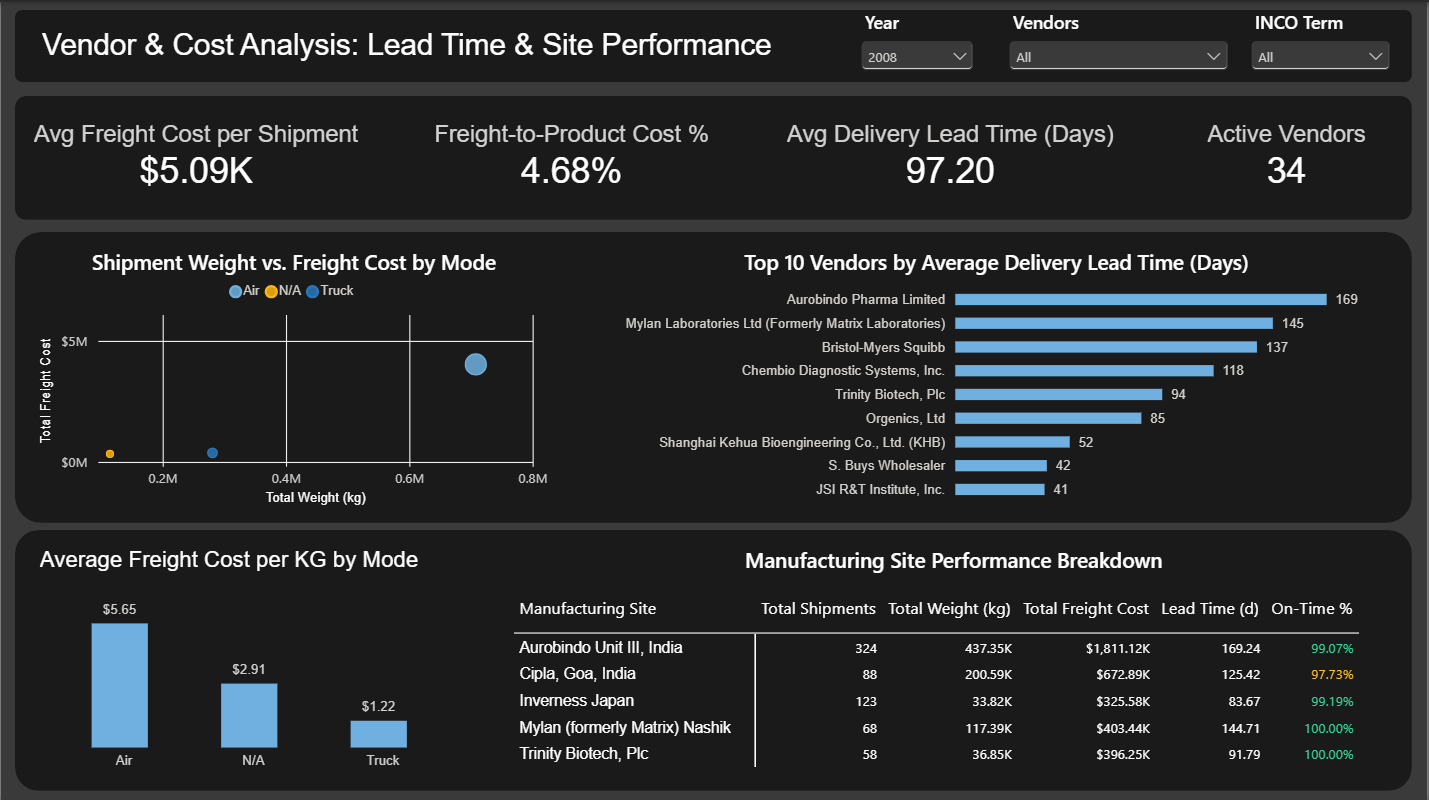 Vendor & Cost Analysis: Lead Time & Site Performance
Year
2008
Vendors
All
INCO Term
All
Avg Freight Cost per Shipment
$5.09K
Freight-to-Product Cost %
4.68%
Avg Delivery Lead Time (Days)
97.20
Active Vendors
34
Shipment Weight vs. Freight Cost by Mode
Air N/A Truck
Total Freight Cost
$5M
$0M
0.2M 0.4M 0.6M 0.8M
Total Weight (kg)
Top 10 Vendors by Average Delivery Lead Time (Days)
Aurobindo Pharma Limited 169
Mylan Laboratories Ltd (Formerly Matrix Laboratories) 145
Bristol-Myers Squibb 137
Chembio Diagnostic Systems, Inc. 118
Trinity Biotech, Plc 94
Orgenics, Ltd 85
Shanghai Kehua Bioengineering Co., Ltd. (KHB) 52
S. Buys Wholesaler 42
JSI R&T Institute, Inc. 41
Average Freight Cost per KG by Mode
$5.65
$2.91
$1.22
Air N/A Truck
Manufacturing Site Performance Breakdown
Manufacturing Site Total Shipments Total Weight (kg) Total Freight Cost Lead Time (d) On-Time %
Aurobindo Unit III, India 324 437.35K $1,811.12K 169.24 99.07%
Cipla, Goa, India 88 200.59K $672.89K 125.42 97.73%
Inverness Japan 123 33.82K $325.58K 83.67 99.19%
Mylan (formerly Matrix) Nashik 68 117.39K $403.44K 144.71 100.00%
Trinity Biotech, Plc 58 36.85K $396.25K 91.79 100.00%